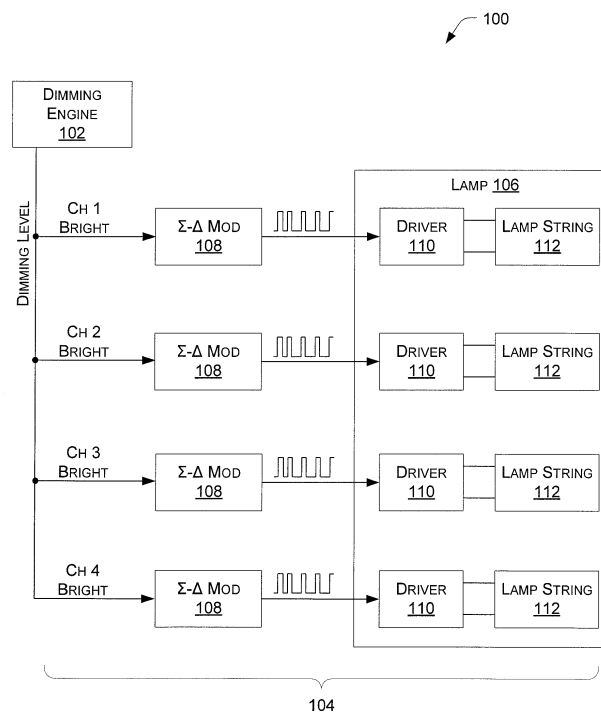 100
DIMMING
ENGINE
102
LAMP 106
DIMMING LEVEL
CH 1
BRIGHT
Σ-Δ MOD
108
DRIVER
110
LAMP STRING
112
CH 2
BRIGHT
Σ-Δ MOD
108
DRIVER
110
LAMP STRING
112
CH 3
BRIGHT
Σ-Δ MOD
108
DRIVER
110
LAMP STRING
112
CH 4
BRIGHT
Σ-Δ MOD
108
DRIVER
110
LAMP STRING
112
104